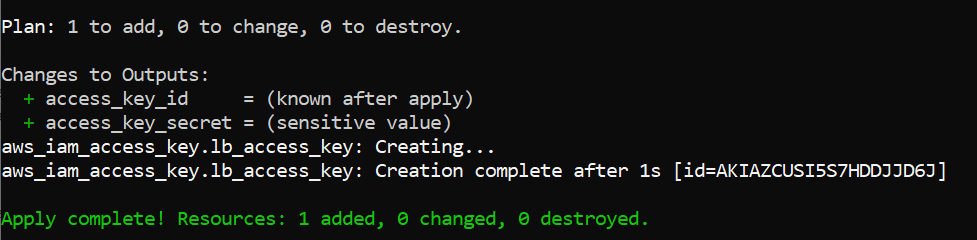 Plan: 1 to add, 0 to change, 0 to destroy.
Changes to Outputs:
+ access_key_id = (known after apply)
+ access_key_secret = (sensitive value)
aws_iam_access_key.lb_access_key: Creating...
aws_iam_access_key.lb_access_key: Creation complete after 1s [id=AKIAZCUSI5S7HDDJJD6J]
Apply complete! Resources: 1 added, 0 changed, 0 destroyed.